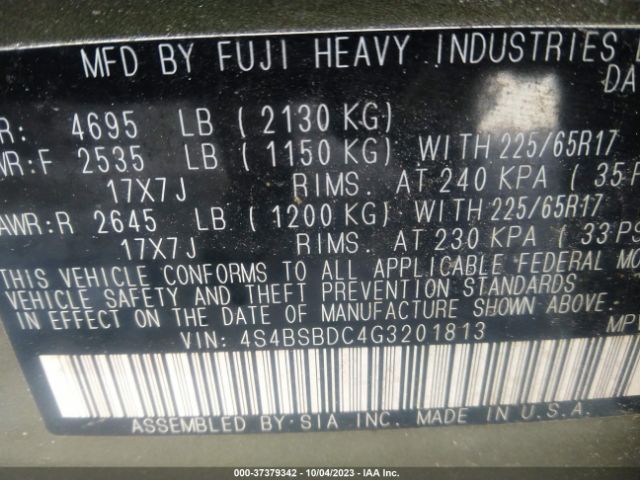 MFD BY FUJI HEAVY INDUSTRIES
DA
R: 4695 LB ( 2130 KG)
WR:F 2535 LB ( 1150 KG) WITH 225/65R17
17X7J RIMS. AT 240 KPA ( 35 P
AWR:R 2645 LB ( 1200 KG) WITH 225/65R17
17X7J RIMS. AT 230 KPA ( 33 PS
THIS VEHICLE CONFORMS TO ALL APPLICABLE FEDERAL MO
VEHICLE SAFETY AND THEFT PREVENTION STANDARDS
IN EFFECT ON THE DATE OF MANUFACTURE SHOWN ABOVE.
VIN: 4S4BSBDC4G3201813 MPV
ASSEMBLED BY SIA INC. MADE IN U.S.A.
000-37379342 - 10/04/2023 - IAA Inc.